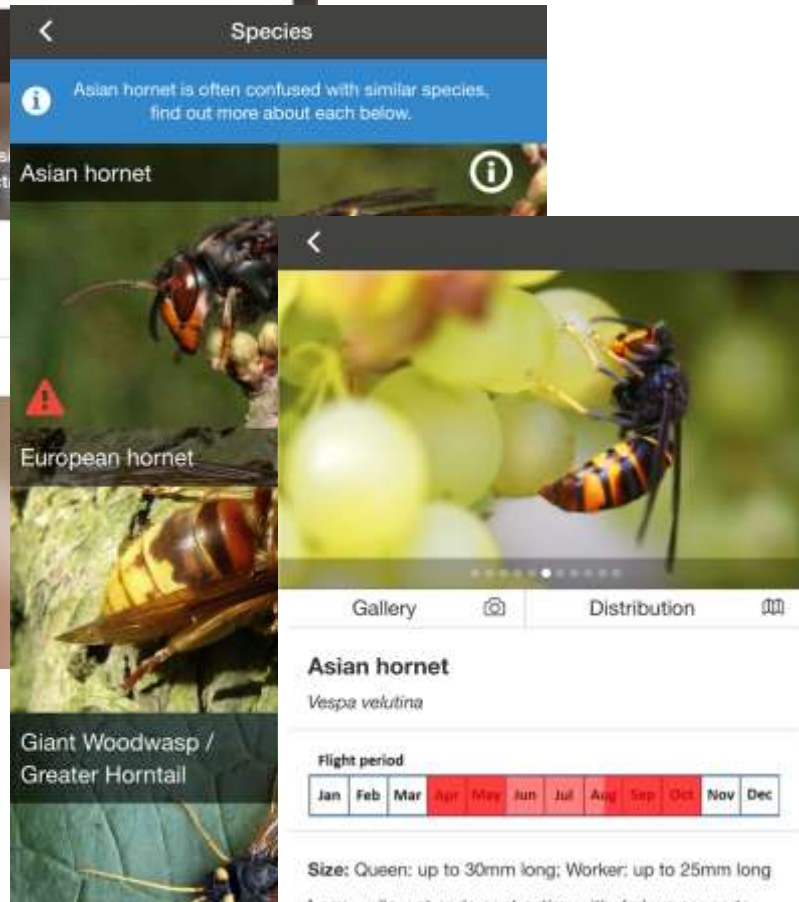 Species
Asian hornet is often confused with similar species,
find out more about each below.
Asian hornet
European hornet
Giant Woodwasp /
Greater Horntail
Gallery
Distribution
Asian hornet
Vespa velutina
Flight period
Jan Feb Mar Apr May Jun Jul Aug Sep Oct Nov Dec
Size: Queen: up to 30mm long; Worker: up to 25mm long